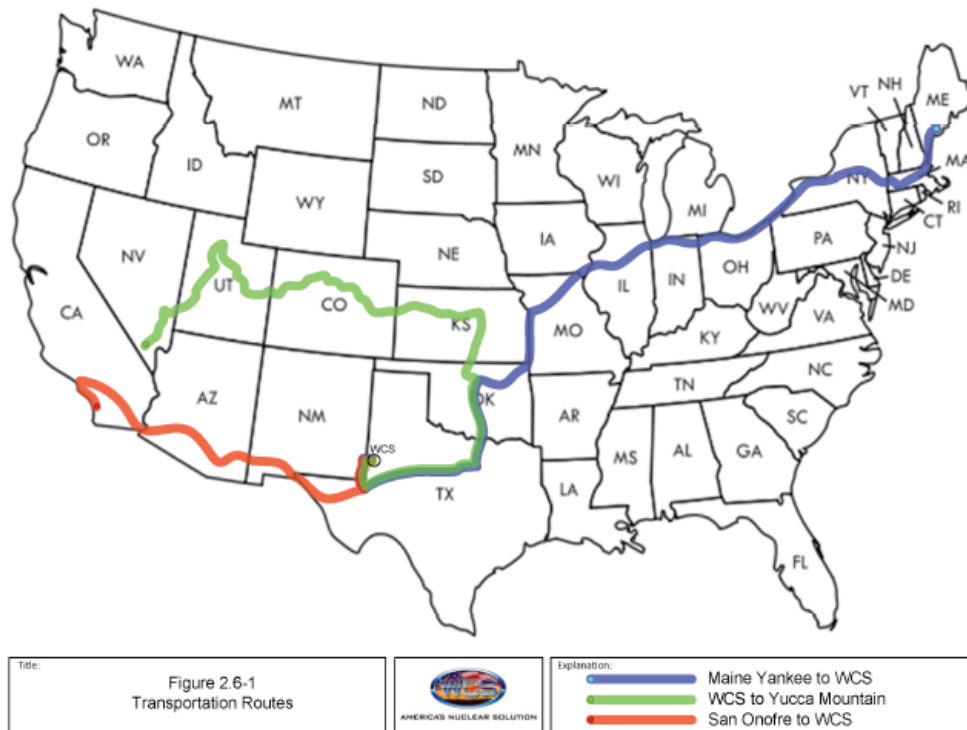 WA
MT
ND
MN
VT
NH
ME
OR
ID
SD
WI
MI
NY
MA
WY
RI
CT
NV
NE
IA
PA
NJ
UT
CO
IL
IN
OH
DE
MD
CA
KS
MO
WV
VA
KY
AZ
NM
OK
AR
TN
NC
SC
WCS
MS
AL
GA
TX
LA
FL
Title:
Figure 2.6-1
Transportation Routes
WCS
AMERICA'S NUCLEAR SOLUTION
Explanation:
Maine Yankee to WCS
WCS to Yucca Mountain
San Onofre to WCS